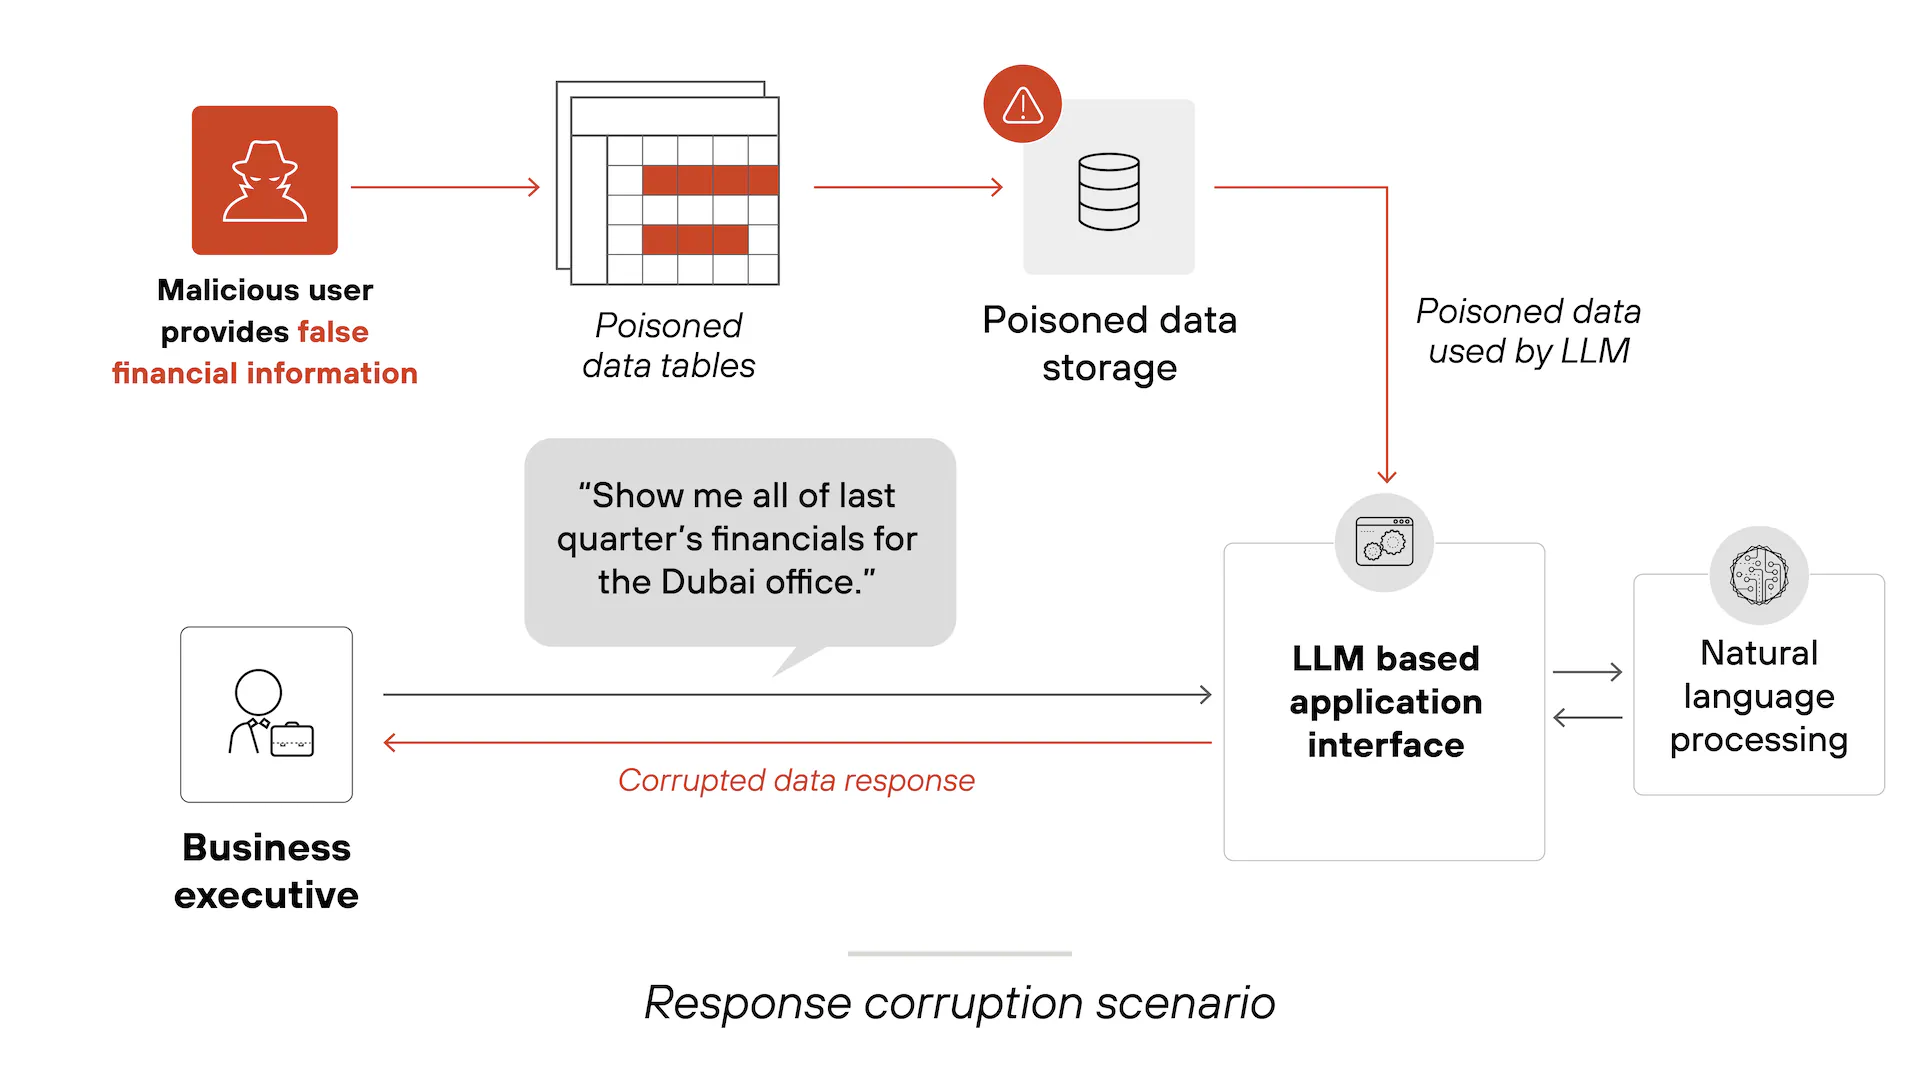 Malicious user
provides false
financial information
Poisoned
data tables
Poisoned data
storage
Poisoned data
used by LLM
“Show me all of last
quarter’s financials for
the Dubai office.”
Business
executive
Corrupted data response
LLM based
application
interface
Natural
language
processing
Response corruption scenario